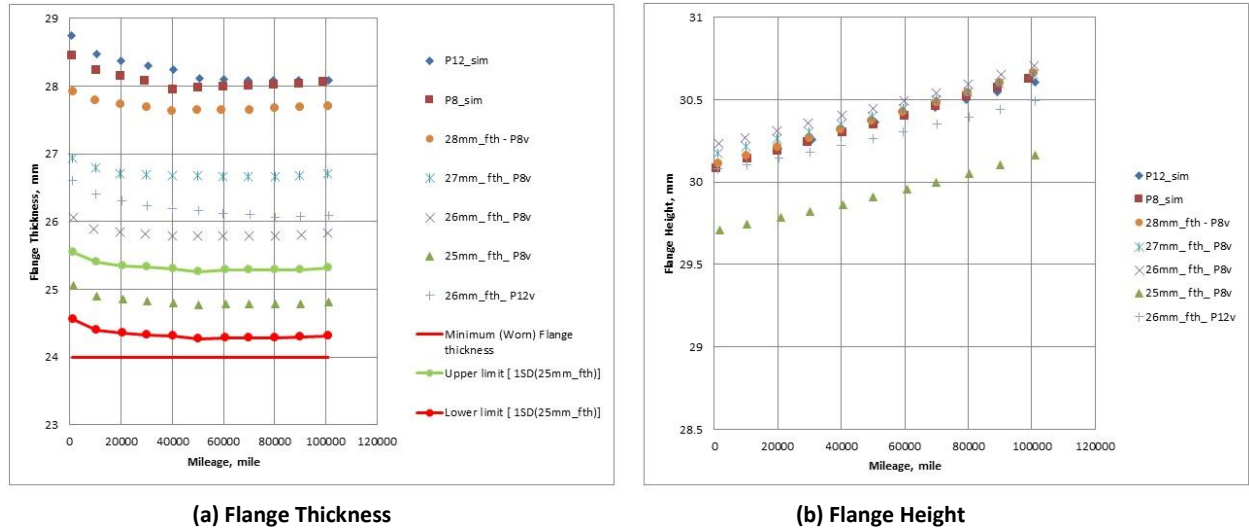 29
28
27
26
25
24
23
Flange Thickness, mm
0 20000 40000 60000 80000 100000 120000
Mileage, mile
P12_sim
P8_sim
28mm_fth - P8v
27mm_fth_ P8v
26mm_fth_ P8v
25mm_fth_ P8v
26mm_fth_ P12v
Minimum (Worn) Flange
thickness
Upper limit [ 1SD(25mm_fth)]
Lower limit [ 1SD(25mm_fth)]
(a) Flange Thickness
31
30.5
30
29.5
29
28.5
Flange Height, mm
0 20000 40000 60000 80000 100000 120000
Mileage, mile
P12_sim
P8_sim
28mm_fth - P8v
27mm_fth_ P8v
26mm_fth_ P8v
25mm_fth_ P8v
26mm_fth_ P12v
(b) Flange Height